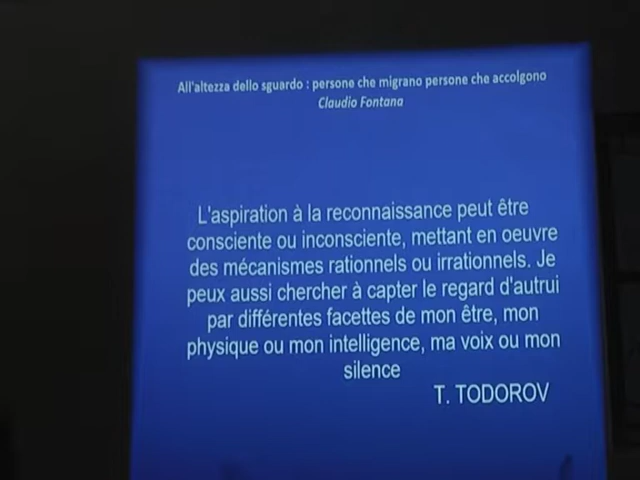 All'altezza dello sguardo : persone che migrano persone che accolgono
Claudio Fontana
L'aspiration à la reconnaissance peut être
consciente ou inconsciente, mettant en oeuvre
des mécanismes rationnels ou irrationnels. Je
peux aussi chercher à capter le regard d'autrui
par différentes facettes de mon être, mon
physique ou mon intelligence, ma voix ou mon
silence
T. TODOROV